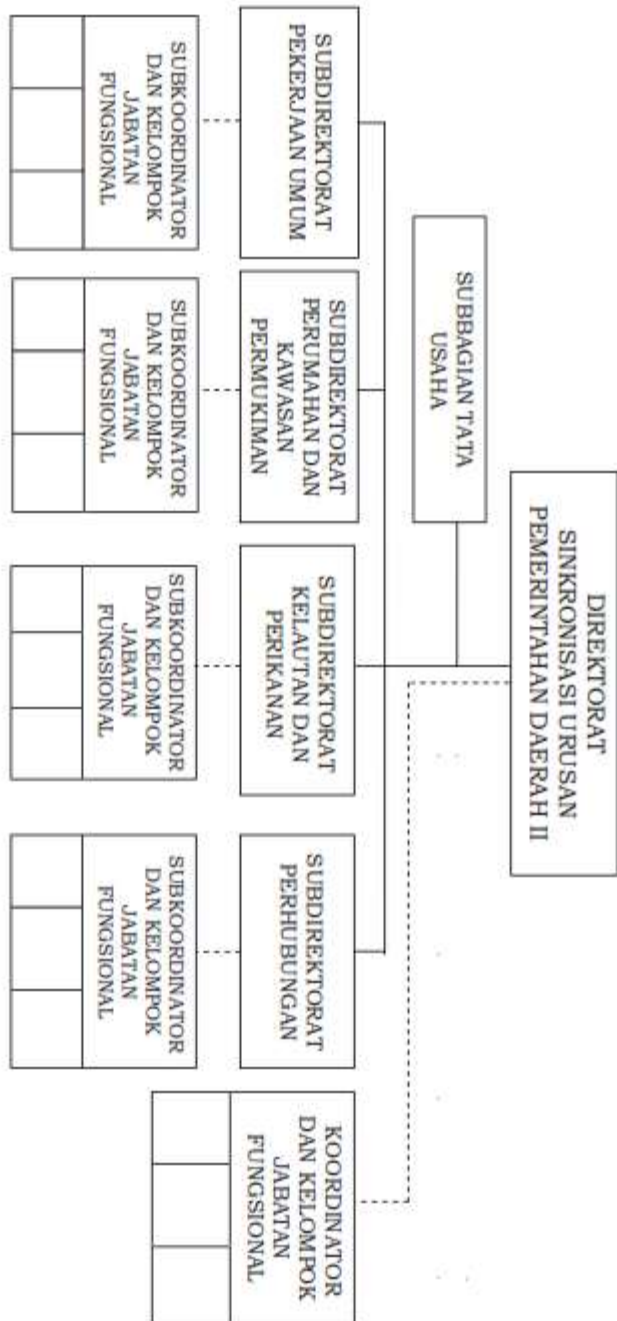 DIREKTORAT
SINKRONISASI URUSAN
PEMERINTAHAN DAERAH II
SUBBAGIAN TATA
USAHA
SUBDIREKTORAT
PEKERJAAN UMUM
SUBDIREKTORAT
PERUMAHAN DAN
KAWASAN
PERMUKIMAN
SUBDIREKTORAT
KELAUTAN DAN
PERIKANAN
SUBDIREKTORAT
PERHUBUNGAN
KOORDINATOR
DAN KELOMPOK
JABATAN
FUNGSIONAL
SUBKOORDINATOR
DAN KELOMPOK
JABATAN
FUNGSIONAL
SUBKOORDINATOR
DAN KELOMPOK
JABATAN
FUNGSIONAL
SUBKOORDINATOR
DAN KELOMPOK
JABATAN
FUNGSIONAL
SUBKOORDINATOR
DAN KELOMPOK
JABATAN
FUNGSIONAL